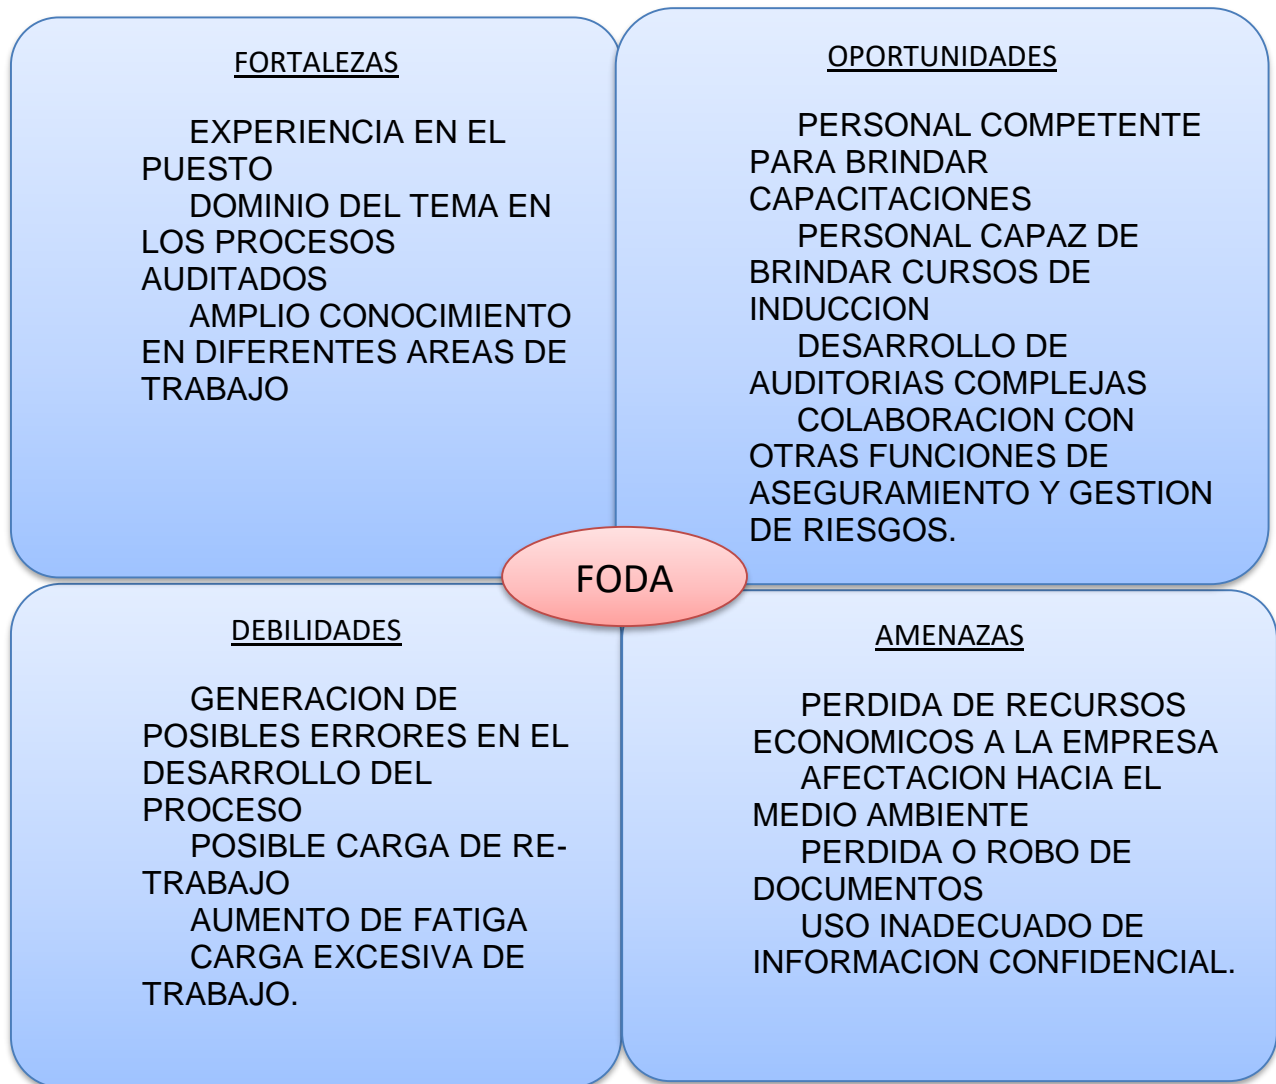 FORTALEZAS
EXPERIENCIA EN EL
PUESTO
DOMINIO DEL TEMA EN
LOS PROCESOS
AUDITADOS
AMPLIO CONOCIMIENTO
EN DIFERENTES AREAS DE
TRABAJO
OPORTUNIDADES
PERSONAL COMPETENTE
PARA BRINDAR
CAPACITACIONES
PERSONAL CAPAZ DE
BRINDAR CURSOS DE
INDUCCION
DESARROLLO DE
AUDITORIAS COMPLEJAS
COLABORACION CON
OTRAS FUNCIONES DE
ASEGURAMIENTO Y GESTION
DE RIESGOS.
FODA
DEBILIDADES
GENERACION DE
POSIBLES ERRORES EN EL
DESARROLLO DEL
PROCESO
POSIBLE CARGA DE RE-
TRABAJO
AUMENTO DE FATIGA
CARGA EXCESIVA DE
TRABAJO.
AMENAZAS
PERDIDA DE RECURSOS
ECONOMICOS A LA EMPRESA
AFECTACION HACIA EL
MEDIO AMBIENTE
PERDIDA O ROBO DE
DOCUMENTOS
USO INADECUADO DE
INFORMACION CONFIDENCIAL.